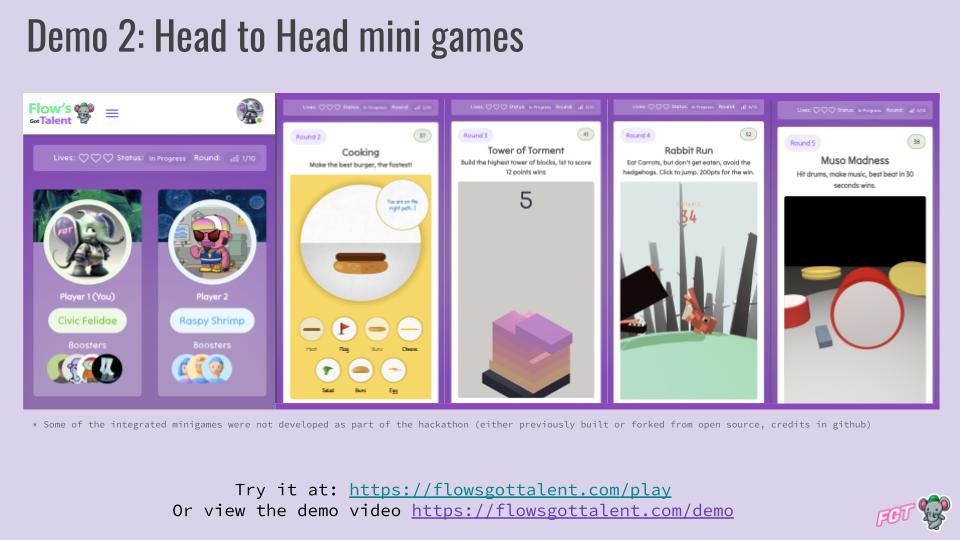 Demo 2: Head to Head mini games
Flow's
Got Talent
Lives: Status: In Progress Round: 1/10
FGT
Player 1 (You)
Civic Felidae
Boosters
Player 2
Raspy Shrimp
Boosters
Lives: Status: In Progress Round: 2/10
Round 2
37
Cooking
Make the best burger, the fastest!
You are on the
right path :)
Meat Flag Buns Cheese
Salad Buns Egg
Lives: Status: In Progress Round:
Round 3
41
Tower of Torment
Build the highest tower of blocks, 1st to score
12 points wins
5
Lives: Status: In Progress Round:
Round 4
52
Rabbit Run
Eat Carrots, but don't get eaten, avoid the
hedgehogs. Click to jump. 200pts for the win.
DISTANCE
34
Lives: Status: In Progress Round:
Round 5
38
Muso Madness
Hit drums, make music, best beat in 30
seconds wins.
* Some of the integrated minigames were not developed as part of the hackathon (either previously built or forked from open source, credits in github)
Try it at: https://flowsgottalent.com/play
Or view the demo video https://flowsgottalent.com/demo
FGT